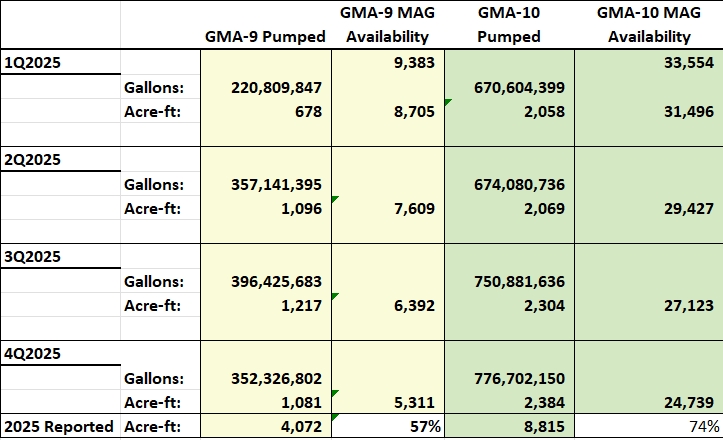 GMA-9 Pumped GMA-9 MAG Availability GMA-10 Pumped GMA-10 MAG Availability
1Q2025 9,383 33,554
Gallons: 220,809,847 670,604,399
Acre-ft: 678 8,705 2,058 31,496
2Q2025
Gallons: 357,141,395 674,080,736
Acre-ft: 1,096 7,609 2,069 29,427
3Q2025
Gallons: 396,425,683 750,881,636
Acre-ft: 1,217 6,392 2,304 27,123
4Q2025
Gallons: 352,326,802 776,702,150
Acre-ft: 1,081 5,311 2,384 24,739
2025 Reported Acre-ft: 4,072 57% 8,815 74%